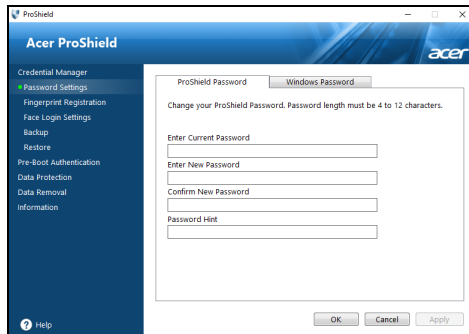 ProShield
Acer ProShield
acer
Credential Manager
Password Settings
Fingerprint Registration
Face Login Settings
Backup
Restore
Pre-Boot Authentication
Data Protection
Data Removal
Information
Help
ProShield Password
Windows Password
Change your ProShield Password. Password length must be 4 to 12 characters.
Enter Current Password
Enter New Password
Confirm New Password
Password Hint
OK
Cancel
Apply